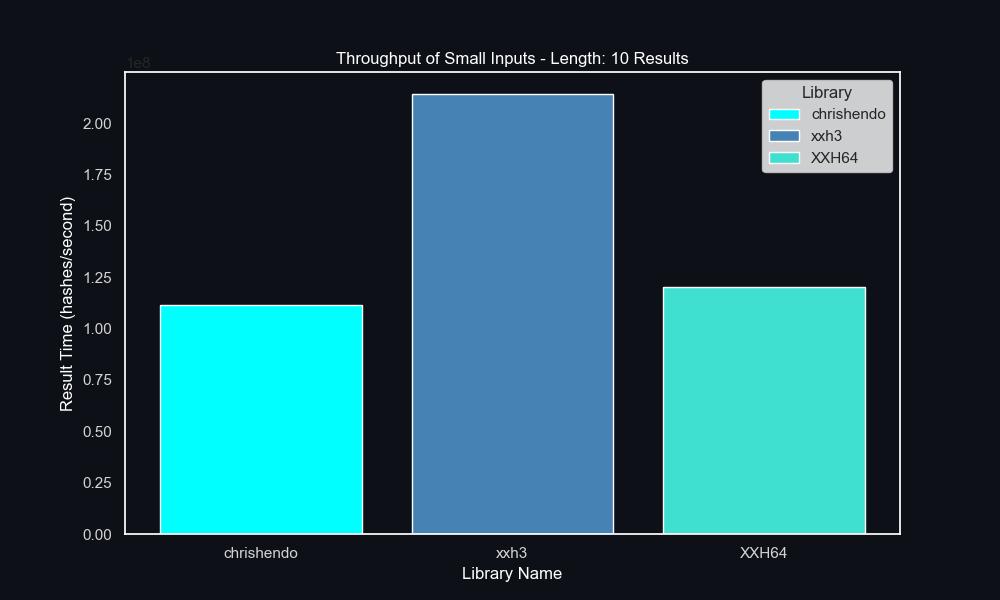 Throughput of Small Inputs - Length: 10 Results
1e8
Library
chrishendo
xxh3
XXH64
2.00
1.75
1.50
1.25
1.00
0.75
0.50
0.25
0.00
Result Time (hashes/second)
chrishendo
xxh3
XXH64
Library Name